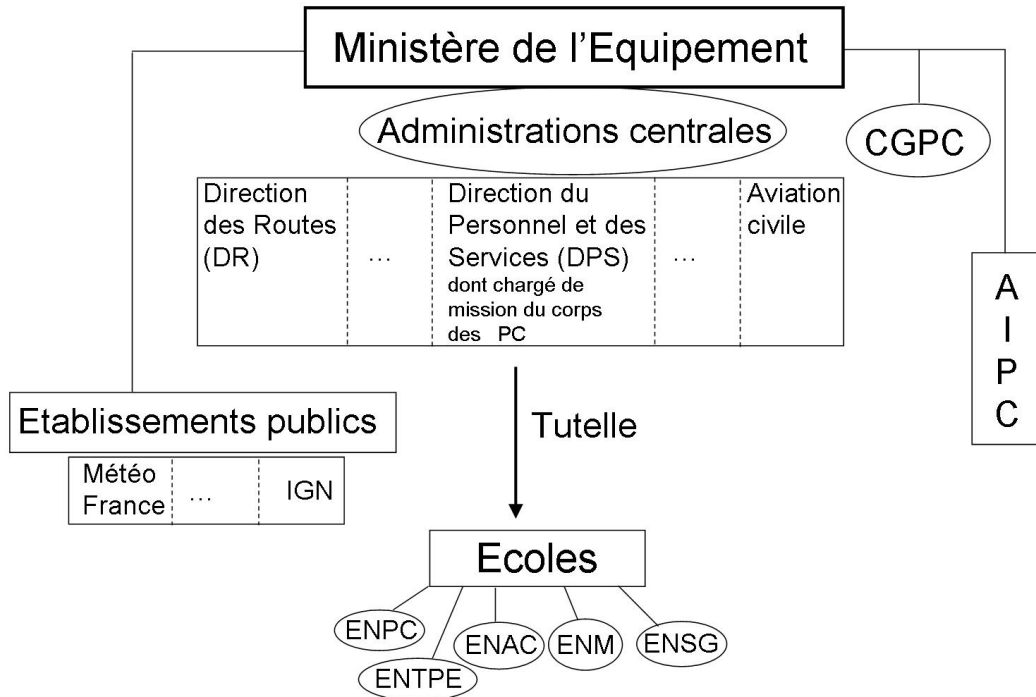 Ministère de l'Equipement
Administrations centrales
CGPC
Direction
des Routes
(DR)
...
Direction du
Personnel et des
Services (DPS)
dont chargé de
mission du corps
des PC
...
Aviation
civile
A
I
P
C
Etablissements publics
Météo
France
...
IGN
Tutelle
Ecoles
ENPC
ENTPE
ENAC
ENM
ENSG